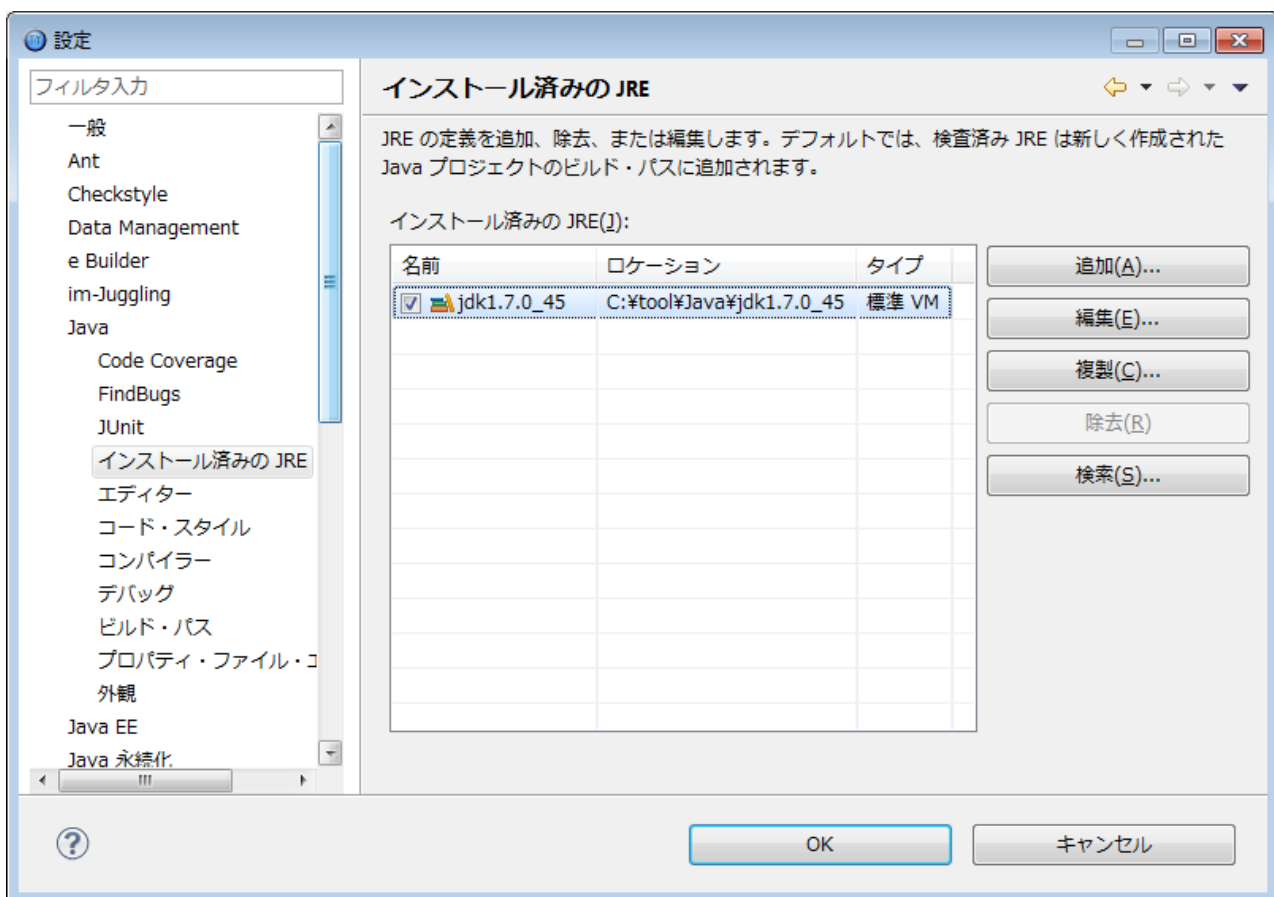 設定
フィルタ入力
一般
Ant
Checkstyle
Data Management
e Builder
im-Juggling
Java
Code Coverage
FindBugs
JUnit
インストール済みの JRE
エディター
コード・スタイル
コンパイラー
デバッグ
ビルド・パス
プロパティ・ファイル・エ
外観
Java EE
Java 永続化
インストール済みの JRE
JRE の定義を追加、除去、または編集します。デフォルトでは、検査済み JRE は新しく作成された
Java プロジェクトのビルド・パスに追加されます。
インストール済みの JRE(J):
名前 ロケーション タイプ
jdk1.7.0_45 C:¥tool¥Java¥jdk1.7.0_45 標準 VM
追加(A)...
編集(E)...
複製(C)...
除去(R)
検索(S)...
OK キャンセル